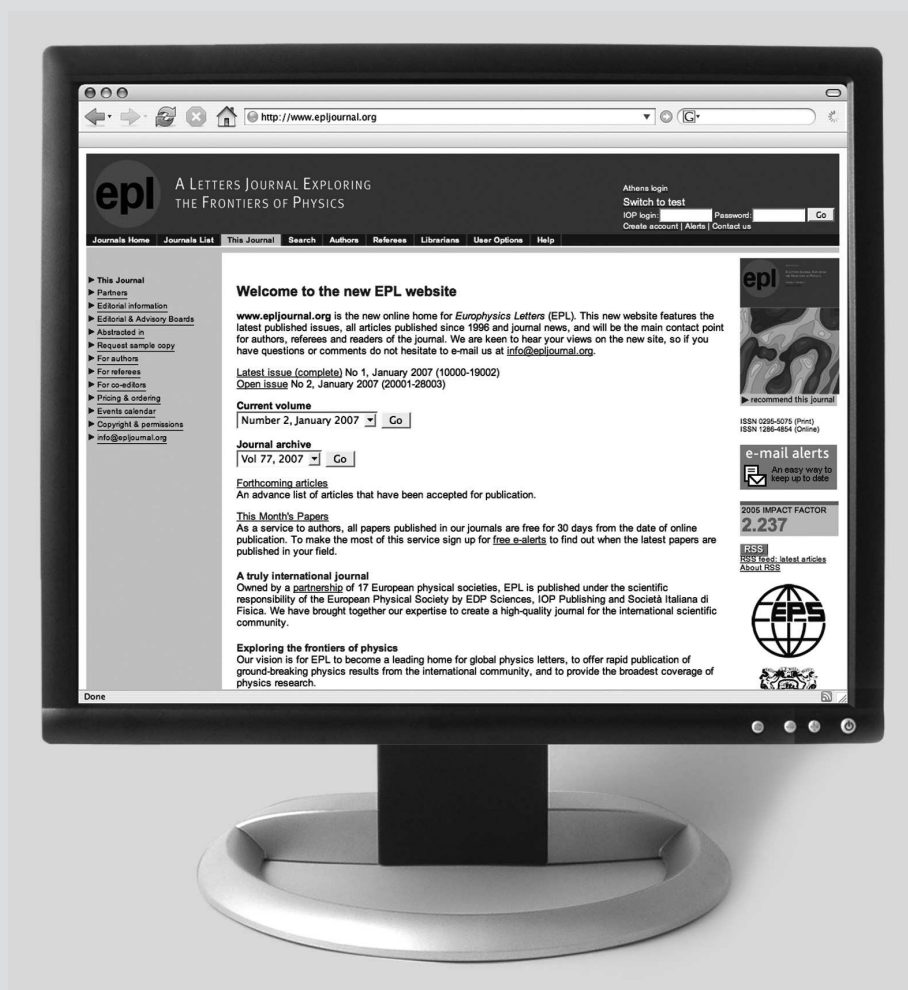 http://www.epljournal.org
G
epl
A LETTERS JOURNAL EXPLORING
THE FRONTIERS OF PHYSICS
Athens login
Switch to test
IOP login: Password: Go
Create account | Alerts | Contact us
Journals Home Journals List This Journal Search Authors Referees Librarians User Options Help
This Journal
Partners
Editorial information
Editorial & Advisory Boards
Abstracted in
Request sample copy
For authors
For referees
For co-editors
Pricing & ordering
Events calendar
Copyright & permissions
info@epljournal.org
Welcome to the new EPL website
www.epljournal.org is the new online home for Europhysics Letters (EPL). This new website features the
latest published issues, all articles published since 1996 and journal news, and will be the main contact point
for authors, referees and readers of the journal. We are keen to hear your views on the new site, so if you
have questions or comments do not hesitate to e-mail us at info@epljournal.org.
Latest issue (complete) No 1, January 2007 (10000-19002)
Open issue No 2, January 2007 (20001-28003)
Current volume
Number 2, January 2007 Go
Journal archive
Vol 77, 2007 Go
Forthcoming articles
An advance list of articles that have been accepted for publication.
This Month's Papers
As a service to authors, all papers published in our journals are free for 30 days from the date of online
publication. To make the most of this service sign up for free e-alerts to find out when the latest papers are
published in your field.
A truly international journal
Owned by a partnership of 17 European physical societies, EPL is published under the scientific
responsibility of the European Physical Society by EDP Sciences, IOP Publishing and Società Italiana di
Fisica. We have brought together our expertise to create a high-quality journal for the international scientific
community.
Exploring the frontiers of physics
Our vision is for EPL to become a leading home for global physics letters, to offer rapid publication of
ground-breaking physics results from the international community, and to provide the broadest coverage of
physics research.
epl
recommend this journal
ISSN 0295-5075 (Print)
ISSN 1286-4854 (Online)
e-mail alerts
An easy way to
keep up to date
2005 IMPACT FACTOR
2.237
RSS
RSS feed: latest articles
About RSS
EPS
Done